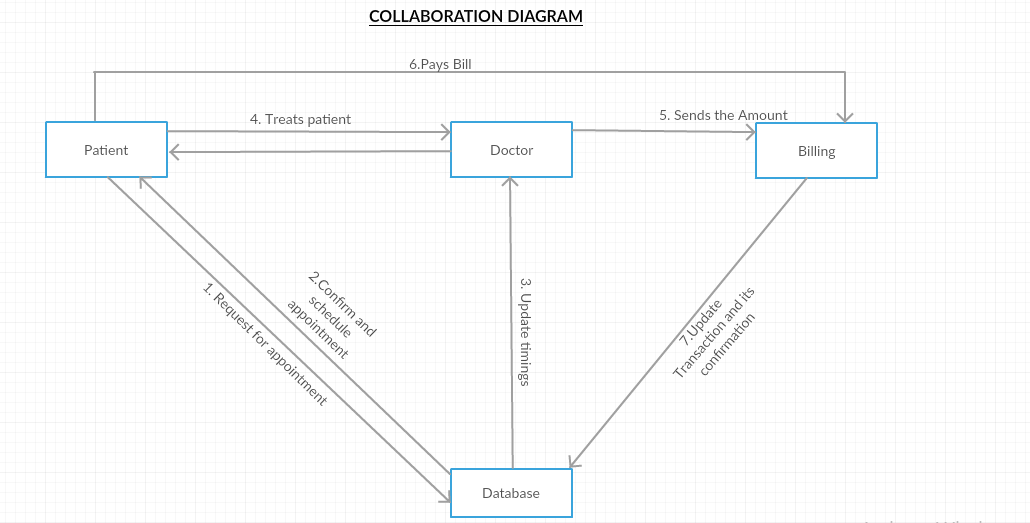 COLLABORATION DIAGRAM
6.Pays Bill
4. Treats patient
5. Sends the Amount
Patient
Doctor
Billing
1. Request for appointment
2.Confirm and
schedule
appointment
3. Update timings
7.Update
Transaction and its
confirmation
Database